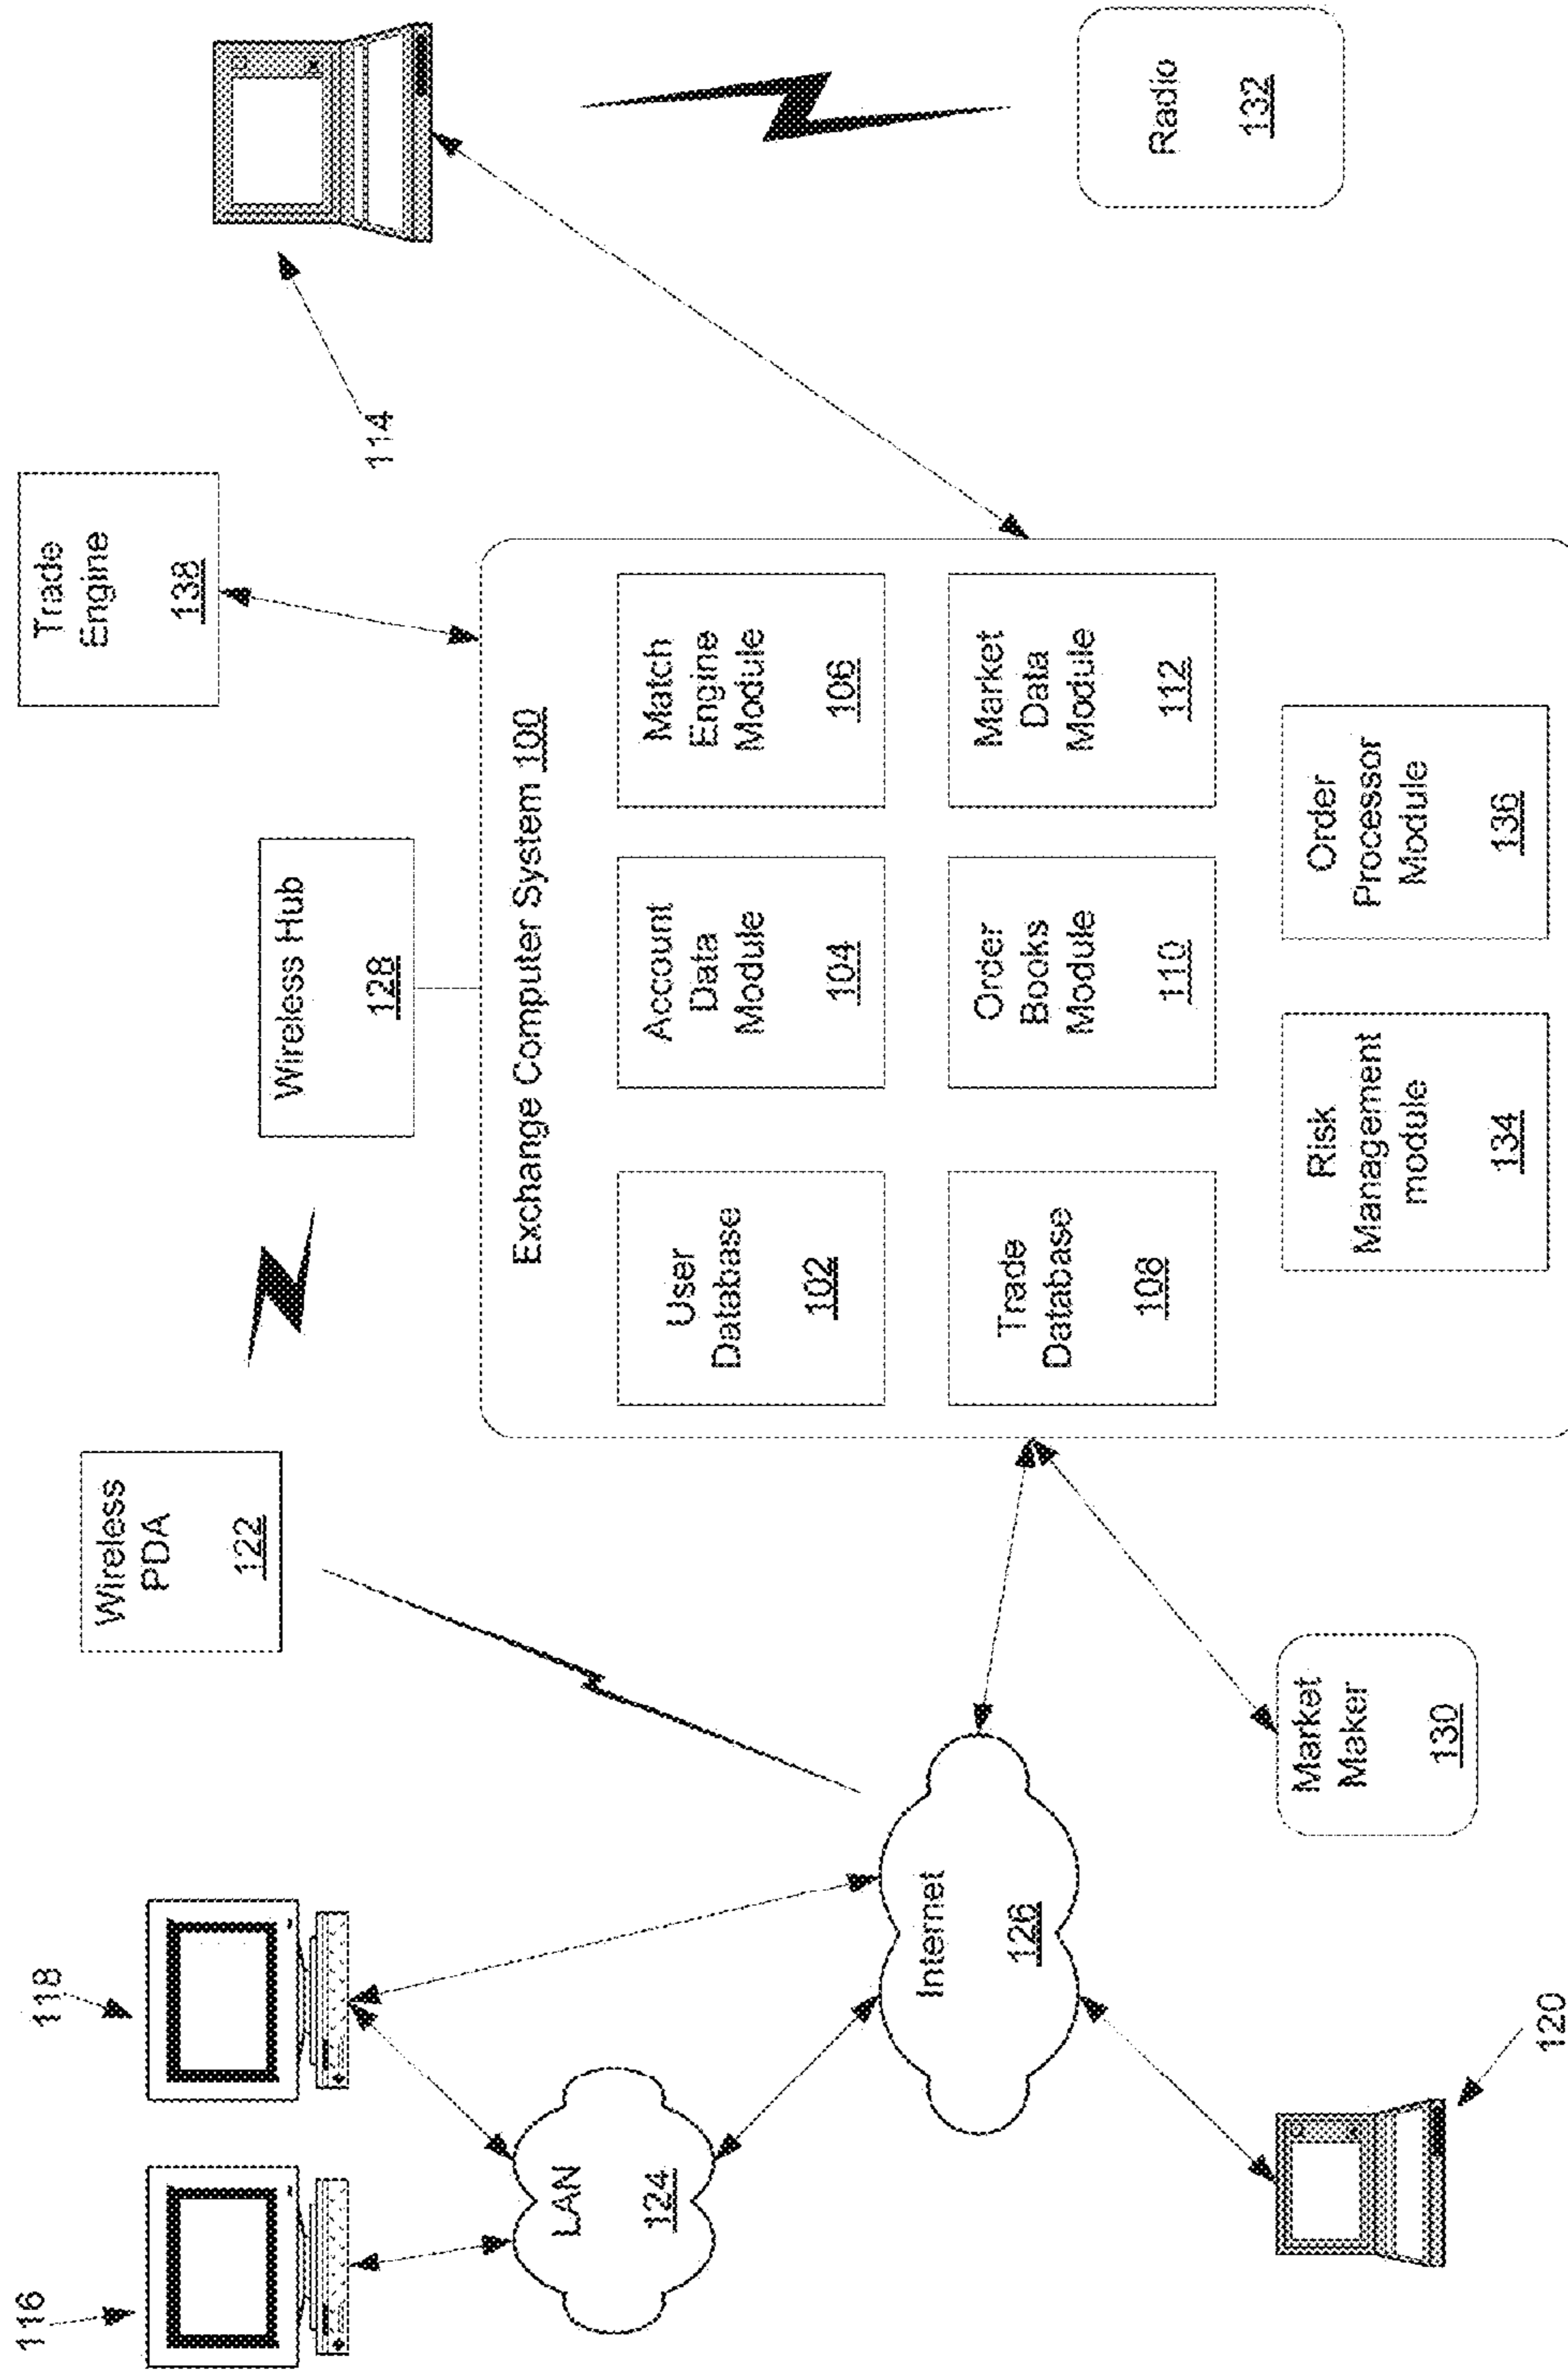 116
118
Wireless
PDA
122
Wireless Hub
128
Trade
Engine
138
114
LAN
124
Internet
126
120
Market
Maker
130
Exchange Computer System 100
User
Database
102
Account
Data
Module
104
Match
Engine
Module
106
Trade
Database
108
Order
Books
Module
110
Market
Data
Module
112
Risk
Management
module
134
Order
Processor
Module
136
Radio
132